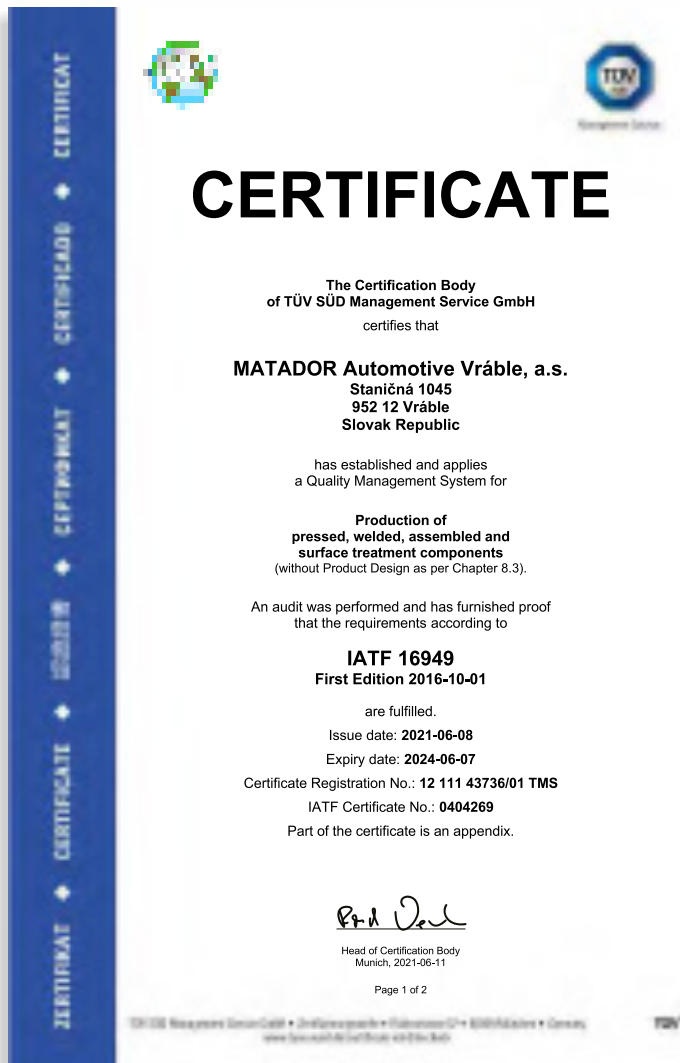 TÜV
CERTIFICATE
The Certification Body
of TÜV SÜD Management Service GmbH
certifies that
MATADOR Automotive Vráble, a.s.
Staničná 1045
952 12 Vráble
Slovak Republic
has established and applies
a Quality Management System for
Production of
pressed, welded, assembled and
surface treatment components
(without Product Design as per Chapter 8.3).
An audit was performed and has furnished proof
that the requirements according to
IATF 16949
First Edition 2016-10-01
are fulfilled.
Issue date: 2021-06-08
Expiry date: 2024-06-07
Certificate Registration No.: 12 111 43736/01 TMS
IATF Certificate No.: 0404269
Part of the certificate is an appendix.
Head of Certification Body
Munich, 2021-06-11
Page 1 of 2
TÜV
ZERTIFIKAT ◆ CERTIFICATE ◆
◆ СЕРТИФИКАТ ◆ CERTIFICADO ◆ CERTIFICAT